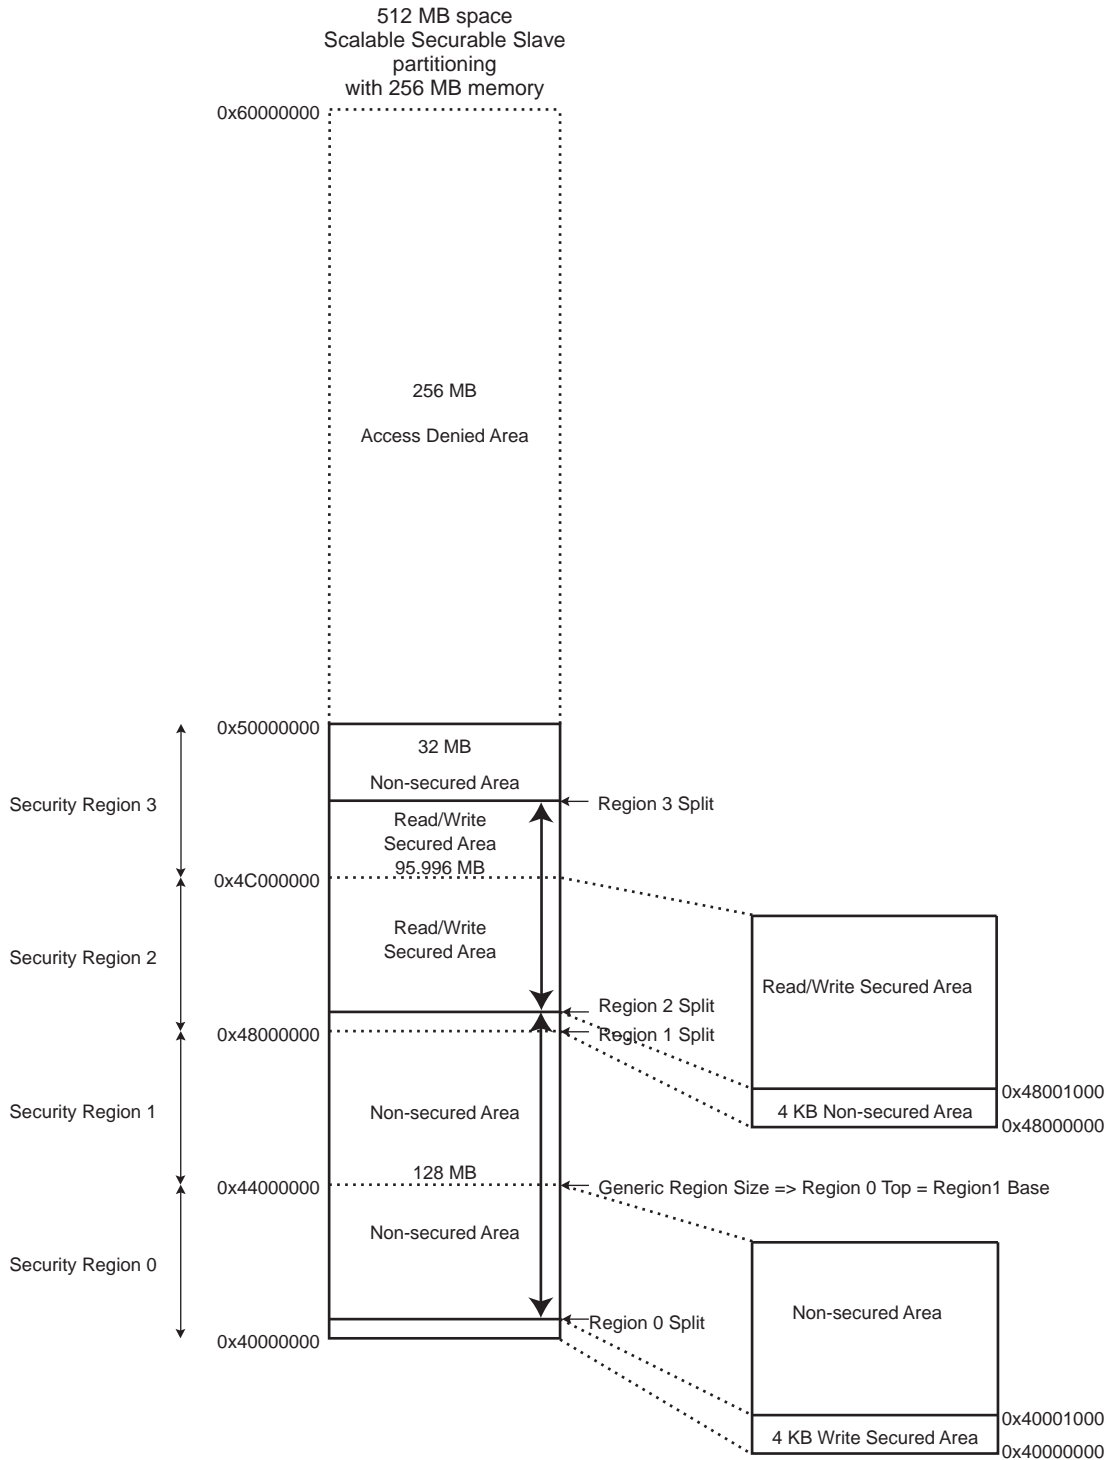 512 MB space
Scalable Securable Slave
partitioning
with 256 MB memory
0x60000000
256 MB
Access Denied Area
0x50000000
32 MB
Non-secured Area
Security Region 3
Region 3 Split
Read/Write
Secured Area
95.996 MB
0x4C000000
Read/Write
Secured Area
Security Region 2
Read/Write Secured Area
Region 2 Split
0x48000000
Region 1 Split
0x48001000
4 KB Non-secured Area
0x48000000
Security Region 1
Non-secured Area
128 MB
0x44000000
Generic Region Size => Region 0 Top = Region1 Base
Non-secured Area
Security Region 0
Non-secured Area
Region 0 Split
0x40000000
0x40001000
4 KB Write Secured Area
0x40000000